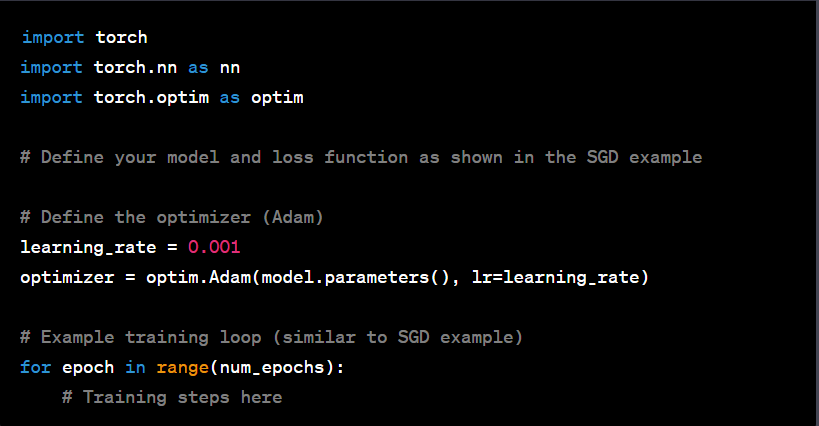 import torch
import torch.nn as nn
import torch.optim as optim
# Define your model and loss function as shown in the SGD example
# Define the optimizer (Adam)
learning_rate = 0.001
optimizer = optim.Adam(model.parameters(), lr=learning_rate)
# Example training loop (similar to SGD example)
for epoch in range(num_epochs):
    # Training steps here